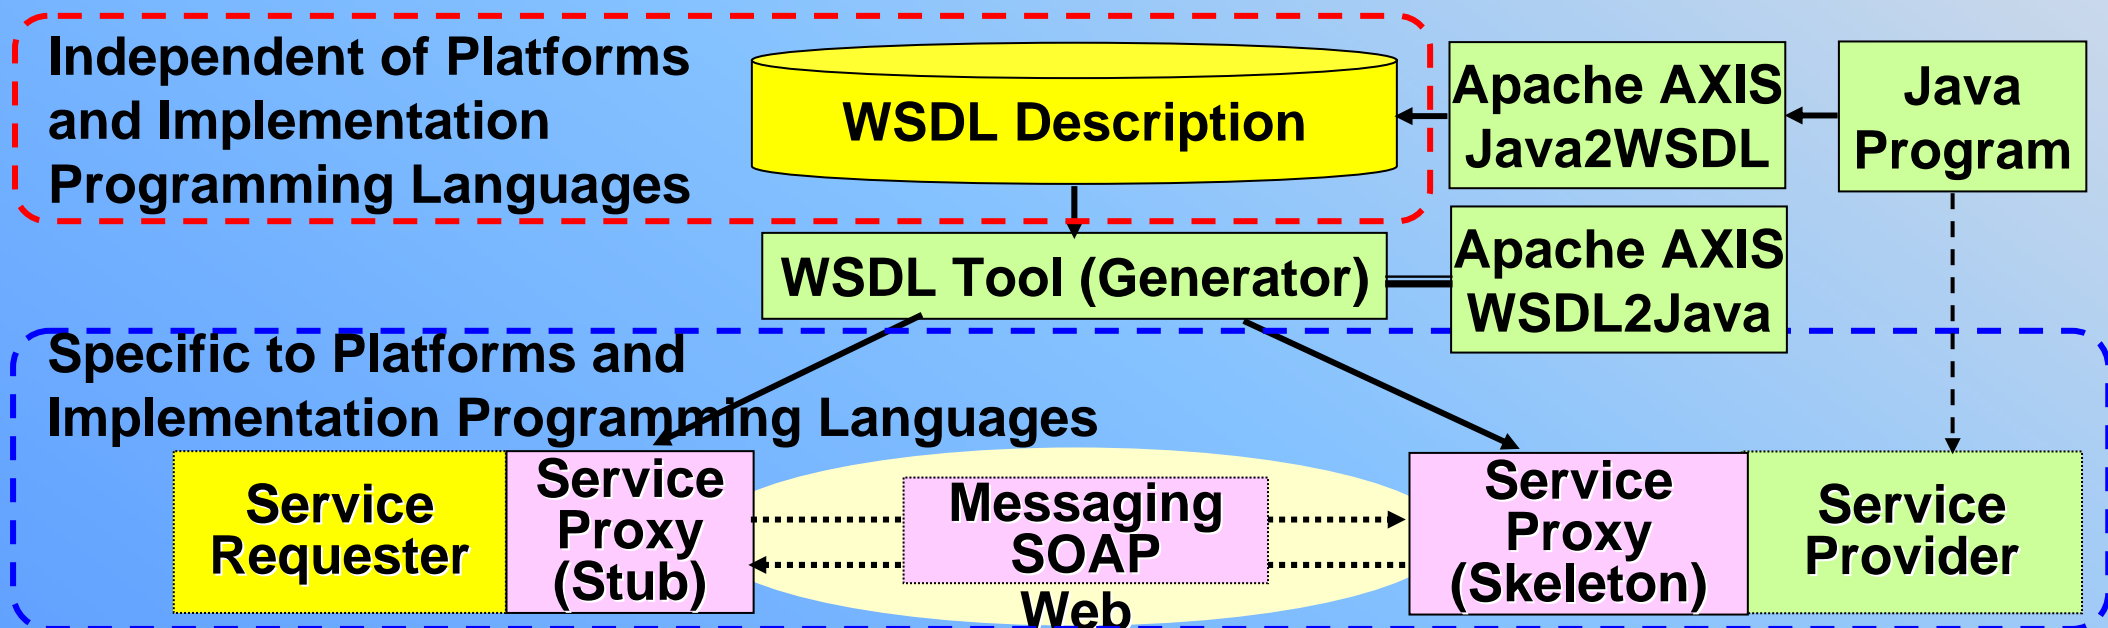 Independent of Platforms
and Implementation
Programming Languages
WSDL Description
Apache AXIS
Java2WSDL
Java
Program
WSDL Tool (Generator)
Apache AXIS
WSDL2Java
Specific to Platforms and
Implementation Programming Languages
Service
Requester
Service
Proxy
(Stub)
Messaging
SOAP
Web
Service
Proxy
(Skeleton)
Service
Provider